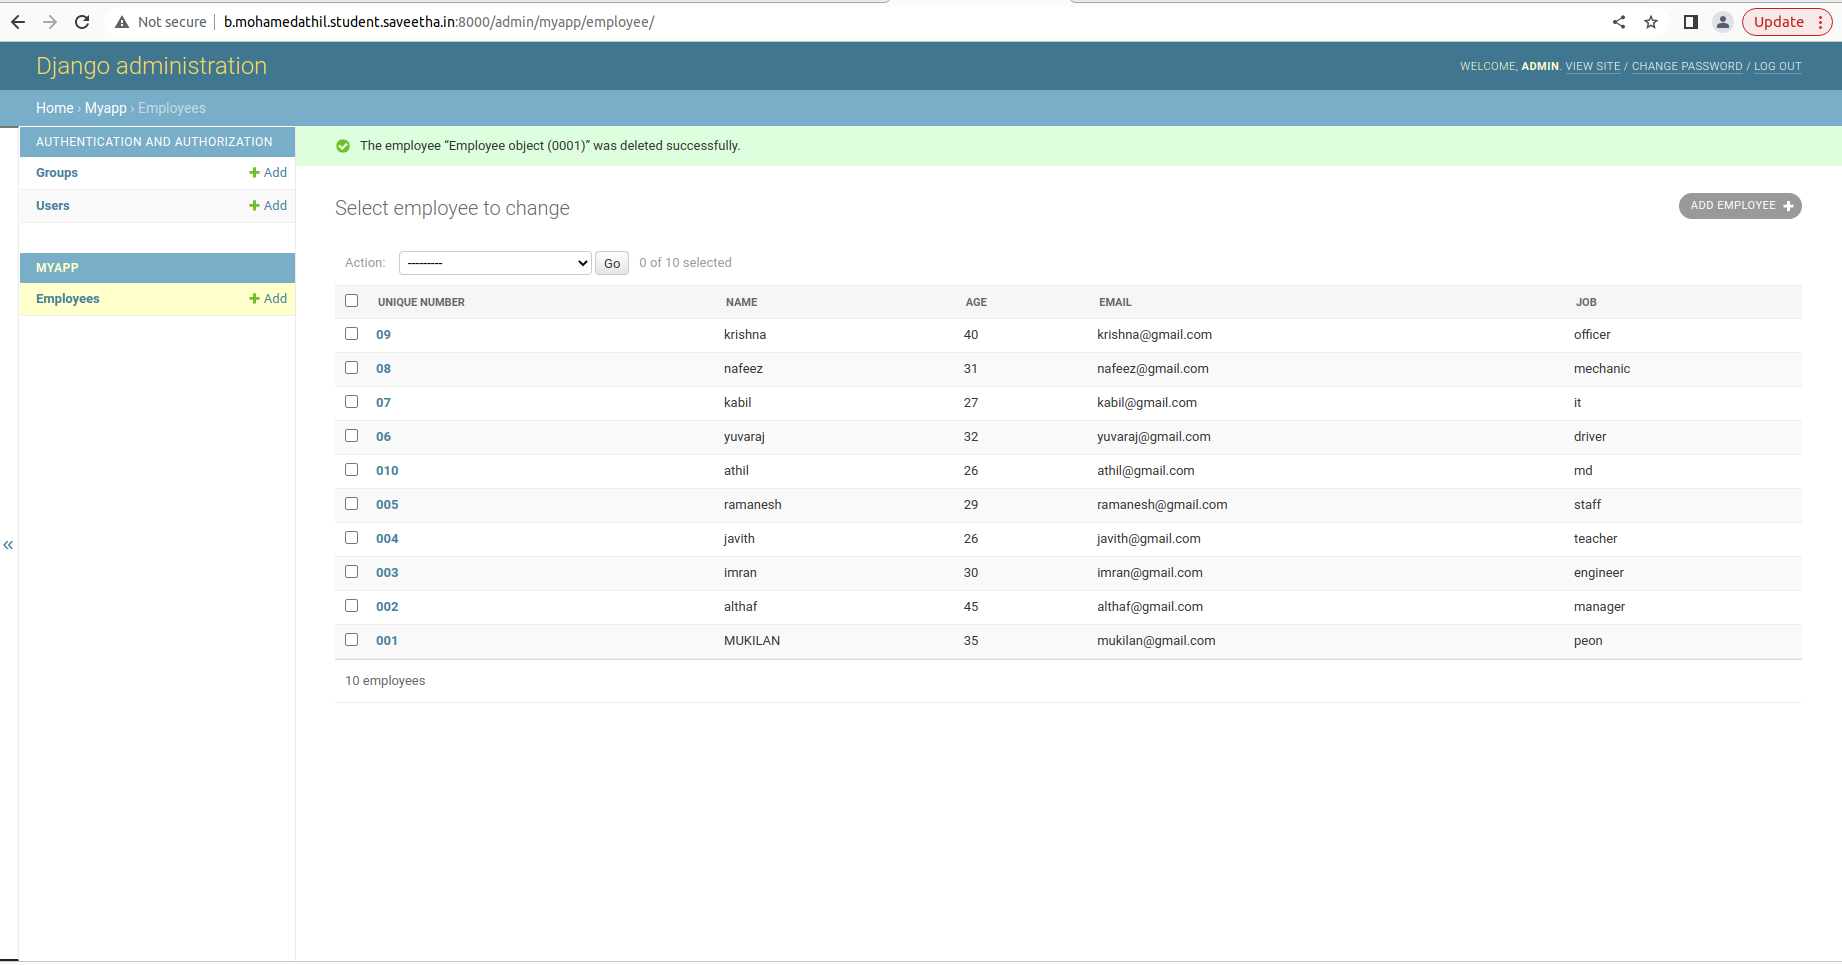 Not secure | b.mohamedathil.student.saveetha.in:8000/admin/myapp/employee/ Update
Django administration
WELCOME, ADMIN. VIEW SITE / CHANGE PASSWORD / LOG OUT
Home › Myapp › Employees
AUTHENTICATION AND AUTHORIZATION
Groups + Add
Users + Add
MYAPP
Employees + Add
«
The employee “Employee object (0001)” was deleted successfully.
Select employee to change
ADD EMPLOYEE +
Action: --------- Go 0 of 10 selected
UNIQUE NUMBER NAME AGE EMAIL JOB
09 krishna 40 krishna@gmail.com officer
08 nafeez 31 nafeez@gmail.com mechanic
07 kabil 27 kabil@gmail.com it
06 yuvaraj 32 yuvaraj@gmail.com driver
010 athil 26 athil@gmail.com md
005 ramanesh 29 ramanesh@gmail.com staff
004 javith 26 javith@gmail.com teacher
003 imran 30 imran@gmail.com engineer
002 althaf 45 althaf@gmail.com manager
001 MUKILAN 35 mukilan@gmail.com peon
10 employees